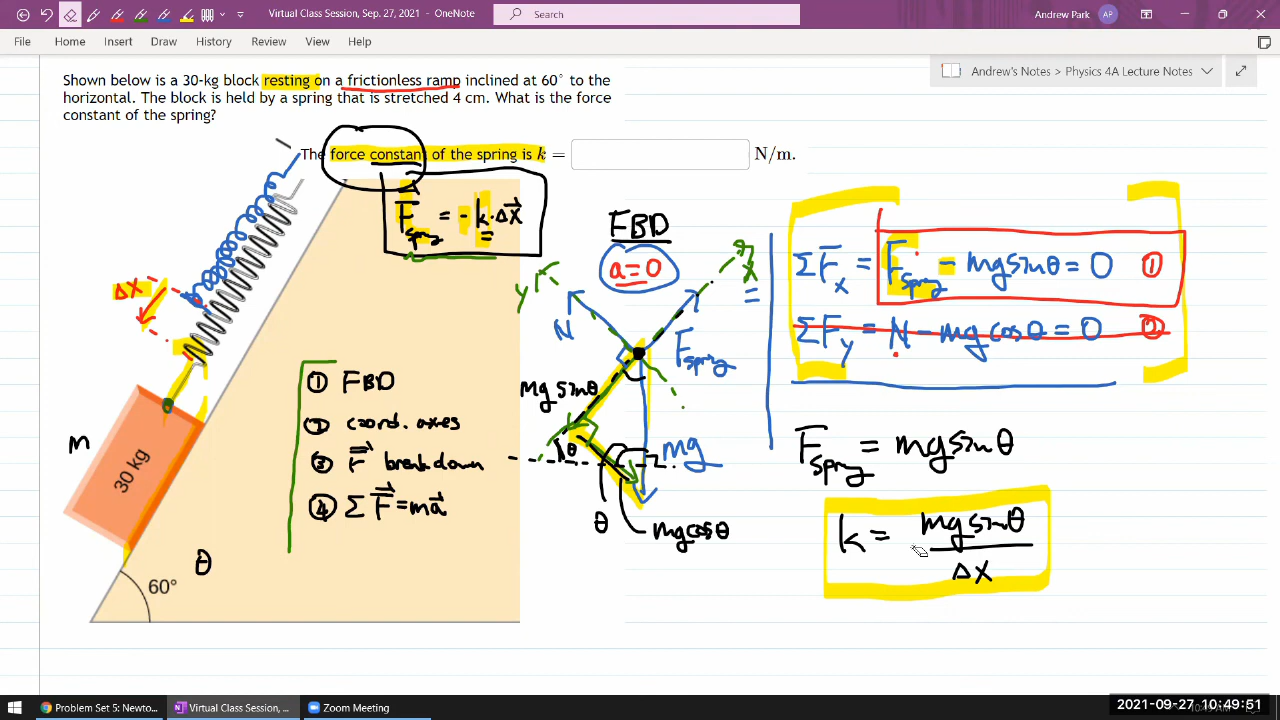 Virtual Class Session, Sep. 27, 2021 - OneNote
Search
Andrew Park
AP
File Home Insert Draw History Review View Help
Andrew's Notes > Physics 4A Lecture Notes
Shown below is a 30-kg block resting on a frictionless ramp inclined at 60° to the
horizontal. The block is held by a spring that is stretched 4 cm. What is the force
constant of the spring?
The force constant of the spring is k = N/m.
F⃗spring = -k·Δx⃗
FBD
a=0
Δx
y
x
N
Fspring
mg sinθ
mg
θ
θ
mg cosθ
① FBD
② coord. axes
③ F⃗ breakdown
④ ΣF⃗ = ma⃗
m
30 kg
θ
60°
ΣFx = Fspring - mg sinθ = 0 ①
ΣFy = N - mg cosθ = 0 ②
Fspring = mg sinθ
k = mg sinθ / Δx
Problem Set 5: Newto...
Virtual Class Session, ...
Zoom Meeting
2021-09-27 10:49:51